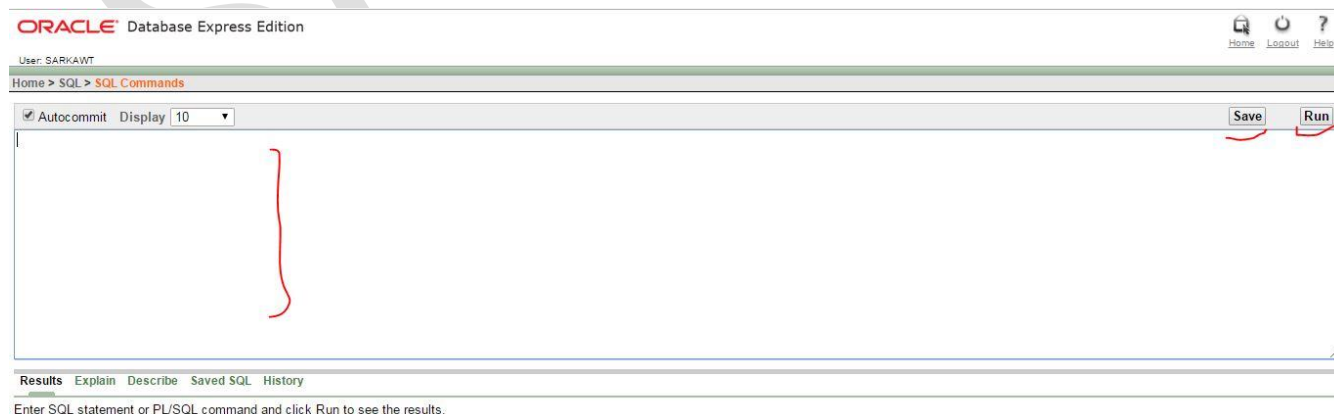 ORACLE Database Express Edition
Home Logout Help
User: SARKAWT
Home > SQL > SQL Commands
Autocommit Display 10 Save Run
Results Explain Describe Saved SQL History
Enter SQL statement or PL/SQL command and click Run to see the results.